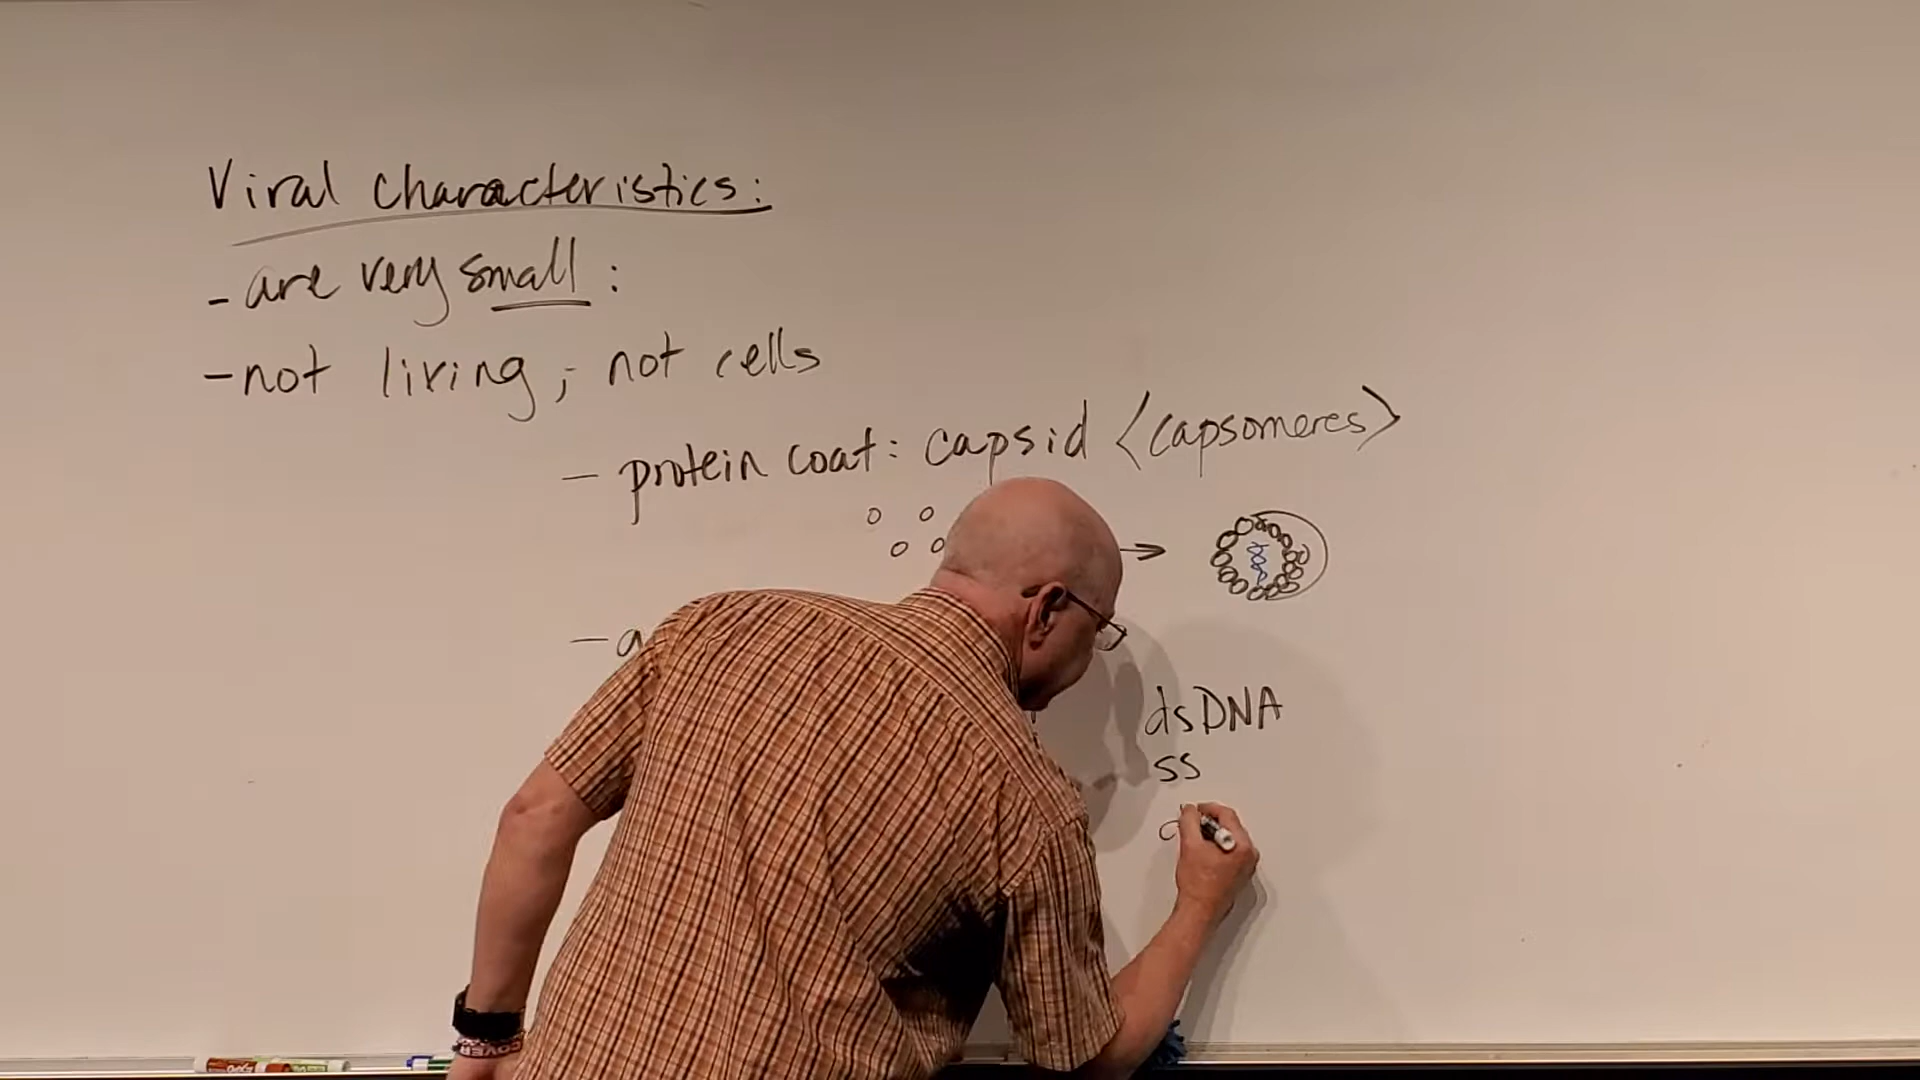 Viral characteristics:
- are very small :
- not living ; not cells
- protein coat: capsid <capsomeres>
- a
dsDNA
ss
d